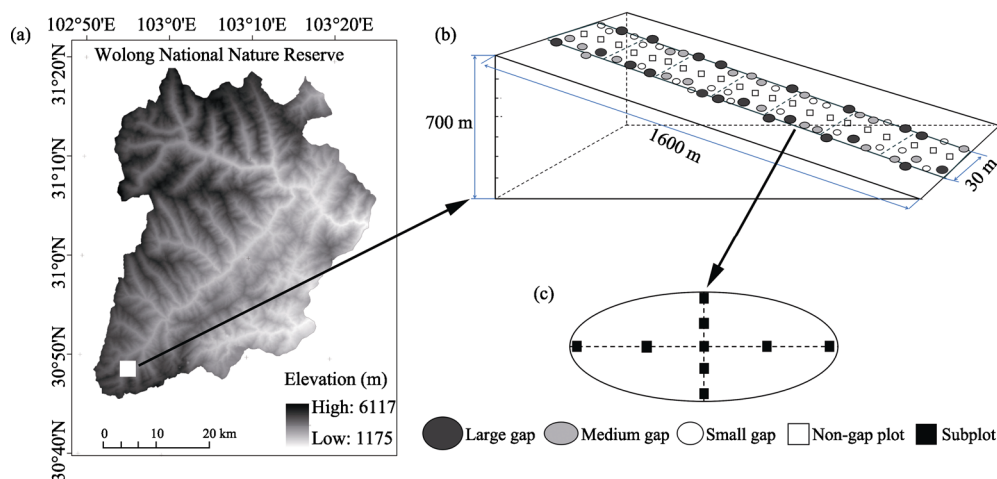 102°50'E 103°0'E 103°10'E 103°20'E
(a)
Wolong National Nature Reserve
31°20'N
31°10'N
31°0'N
30°50'N
30°40'N
Elevation (m)
High: 6117
Low: 1175
0 10 20 km
(b)
700 m
1600 m
30 m
(c)
Large gap Medium gap Small gap Non-gap plot Subplot